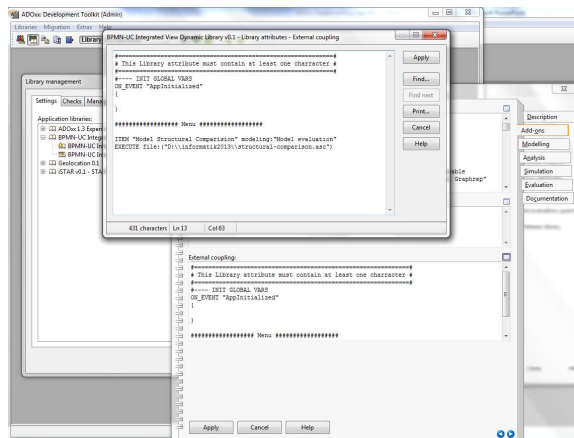 ADOxx Development Toolkit (Admin)
Libraries Migration Extras Help
Library
BPMN-UC Integrated View Dynamic Library v0.1 - Library attributes - External coupling
#==================================================#
# This Library attribute must contain at least one character #
#==================================================#
#---- INIT GLOBAL VARS
ON_EVENT "AppInitialized"
{
}
################# Menu #################
ITEM "Model Structural Comparision" modeling:"Model evaluation"
EXECUTE file:("D:\\informatik2013\\structural-comparison.asc")
Apply
Find...
Find next
Print...
Cancel
Help
431 characters Ln 13 Col 63
Library management
Settings Checks Mana
Application libraries:
ADOxx 1.3 Experi
BPMN-UC Integ
BPMN-UC In
BPMN-UC Int
Geolocation 0.1
iSTAR v0.1 - STA
able
, Graphrep"
Description
Add-ons
Modelling
Analysis
Simulation
Evaluation
Documentation
External coupling:
#==================================================#
# This Library attribute must contain at least one character #
#==================================================#
#---- INIT GLOBAL VARS
ON_EVENT "AppInitialized"
{
}
################# Menu #################
Apply Cancel Help